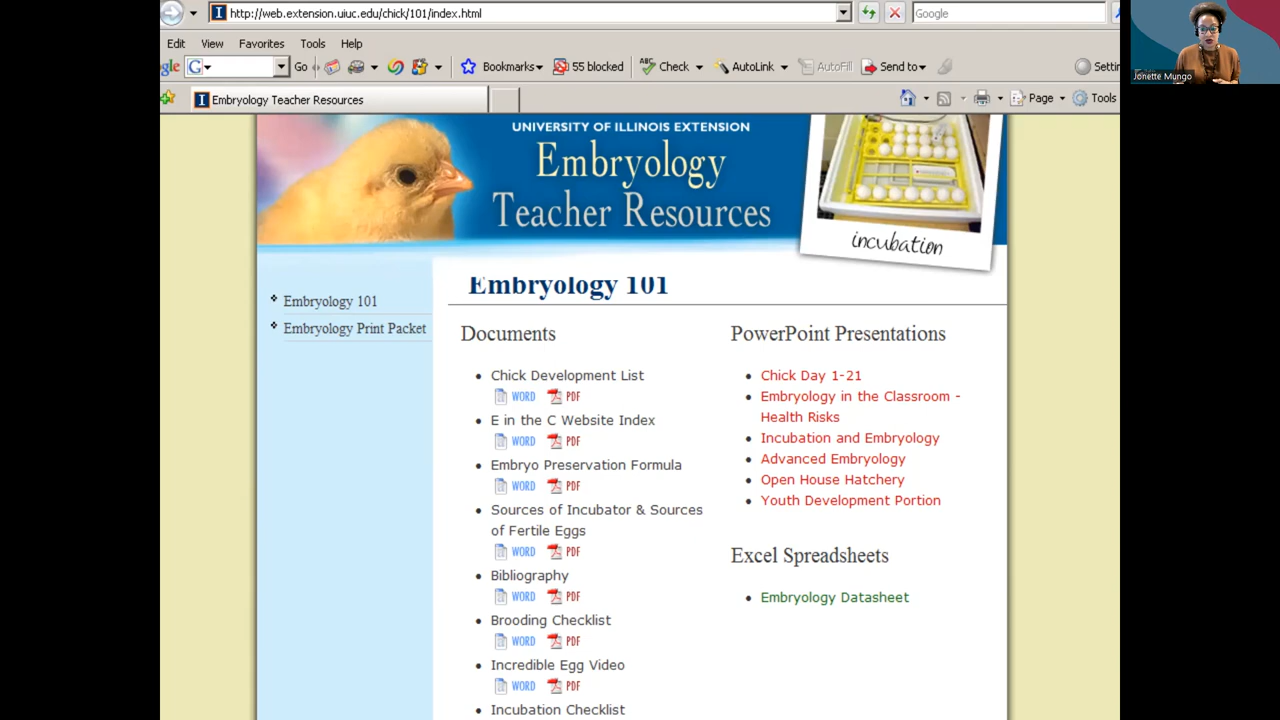 http://web.extension.uiuc.edu/chick/101/index.html
Google
Edit View Favorites Tools Help
gle G Go Bookmarks 55 blocked ABC Check AutoLink AutoFill Send to Settin
Embryology Teacher Resources
Page Tools
Jonette Mungo
UNIVERSITY OF ILLINOIS EXTENSION
Embryology
Teacher Resources
incubation
Embryology 101
Embryology Print Packet
Embryology 101
Documents
Chick Development List
WORD PDF
E in the C Website Index
WORD PDF
Embryo Preservation Formula
WORD PDF
Sources of Incubator & Sources
of Fertile Eggs
WORD PDF
Bibliography
WORD PDF
Brooding Checklist
WORD PDF
Incredible Egg Video
WORD PDF
Incubation Checklist
PowerPoint Presentations
Chick Day 1-21
Embryology in the Classroom -
Health Risks
Incubation and Embryology
Advanced Embryology
Open House Hatchery
Youth Development Portion
Excel Spreadsheets
Embryology Datasheet